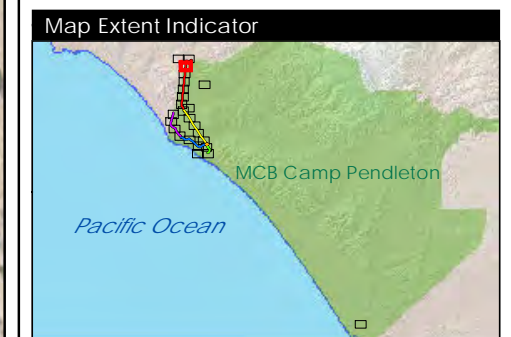 Map Extent Indicator
MCB Camp Pendleton
Pacific Ocean